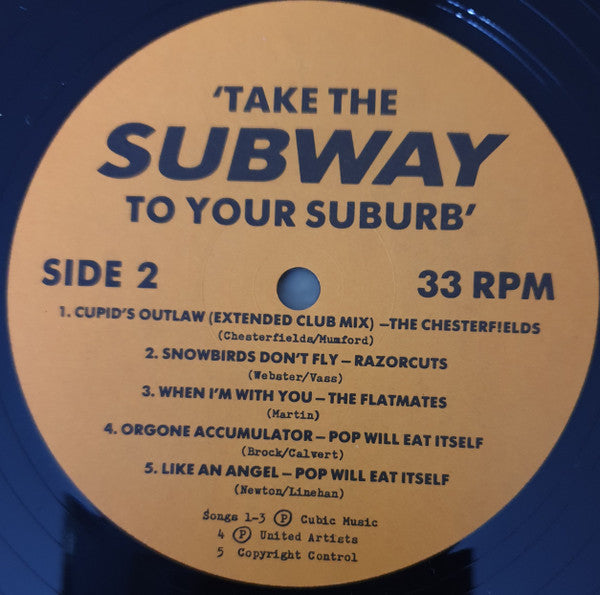 'TAKE THE
SUBWAY
TO YOUR SUBURB'
SIDE 2
33 RPM
1. CUPID'S OUTLAW (EXTENDED CLUB MIX) – THE CHESTERF!ELDS
(Chesterfields/Mumford)
2. SNOWBIRDS DON'T FLY – RAZORCUTS
(Webster/Vass)
3. WHEN I'M WITH YOU – THE FLATMATES
(Martin)
4. ORGONE ACCUMULATOR – POP WILL EAT ITSELF
(Brock/Calvert)
5. LIKE AN ANGEL – POP WILL EAT ITSELF
(Newton/Linehan)
Songs 1-3 Ⓟ Cubic Music
4 Ⓟ United Artists
5 Copyright Control